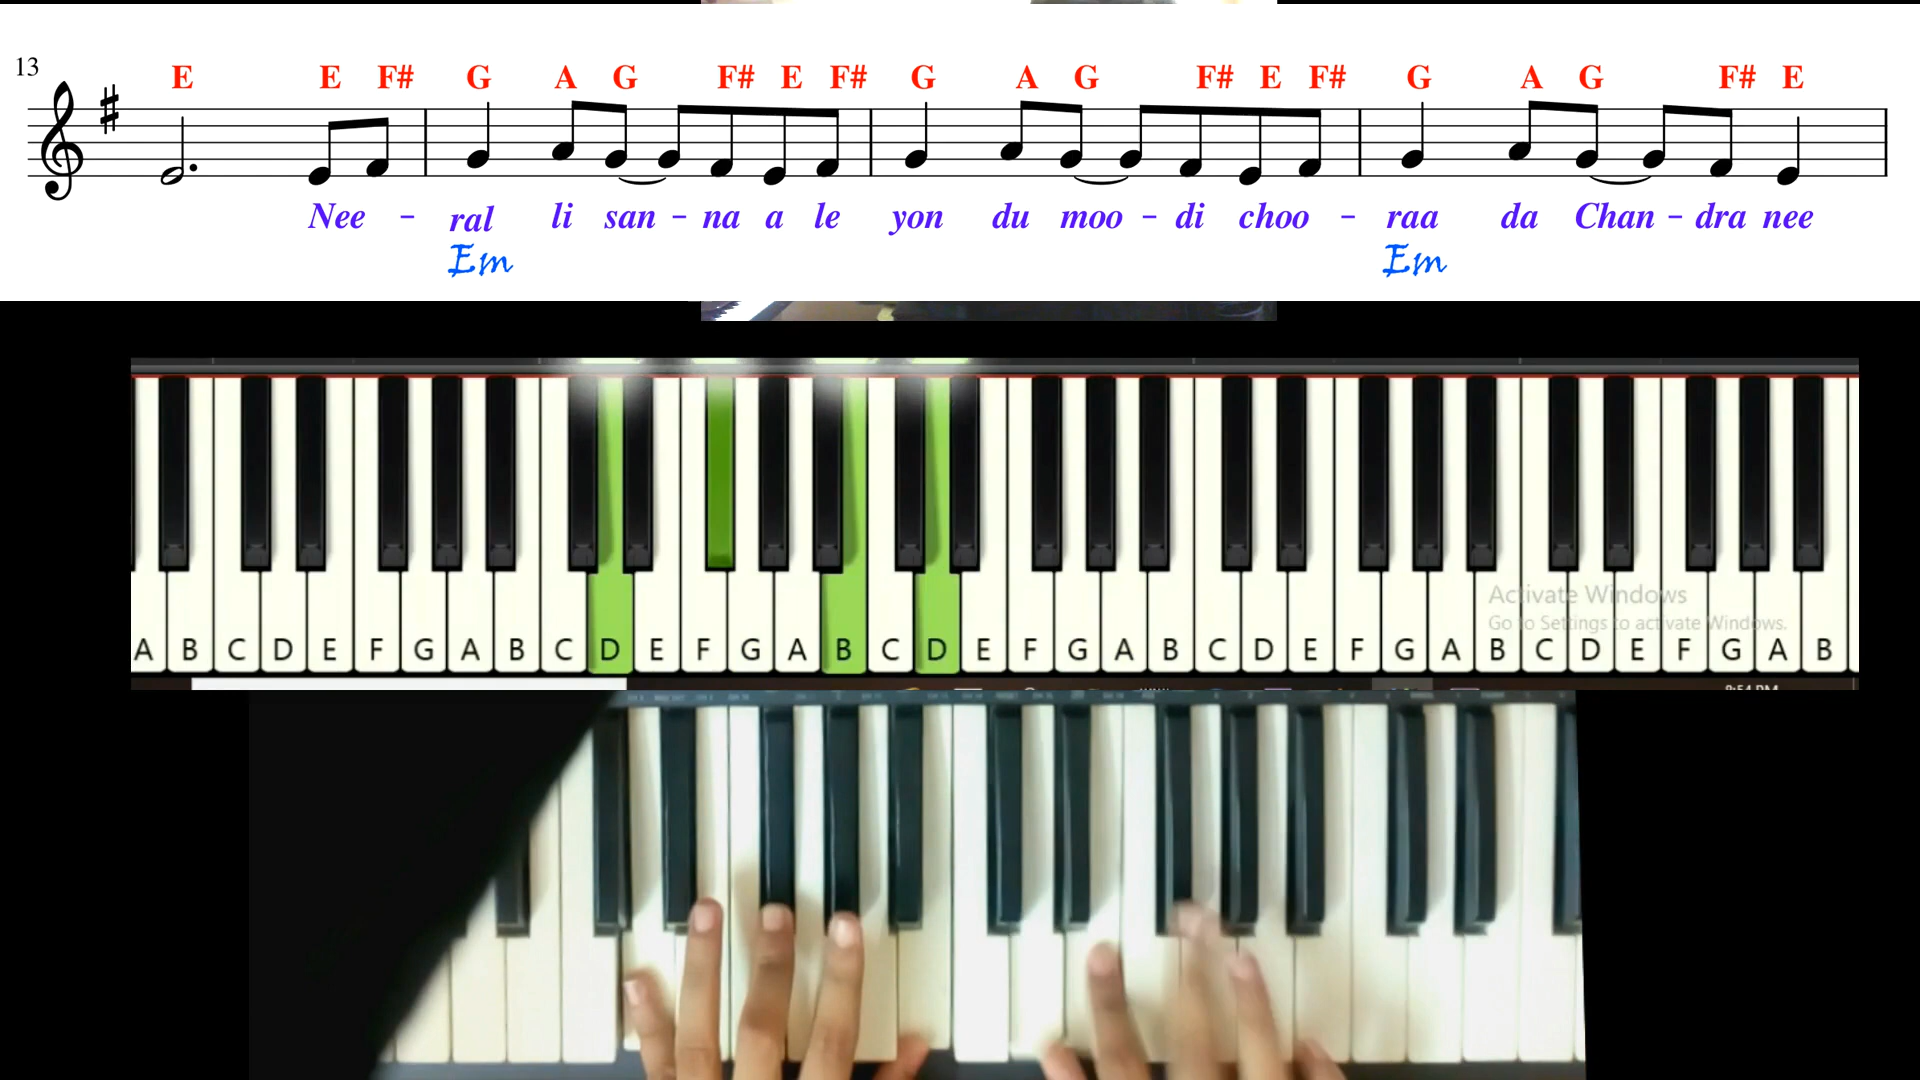 13
E E F# G A G F# E F# G A G F# E F# G A G F# E
Nee - ral li san - na a le yon du moo - di choo - raa da Chan - dra nee
Em Em
Activate Windows
Go to Settings to activate Windows.
A B C D E F G A B C D E F G A B C D E F G A B C D E F G A B C D E F G A B